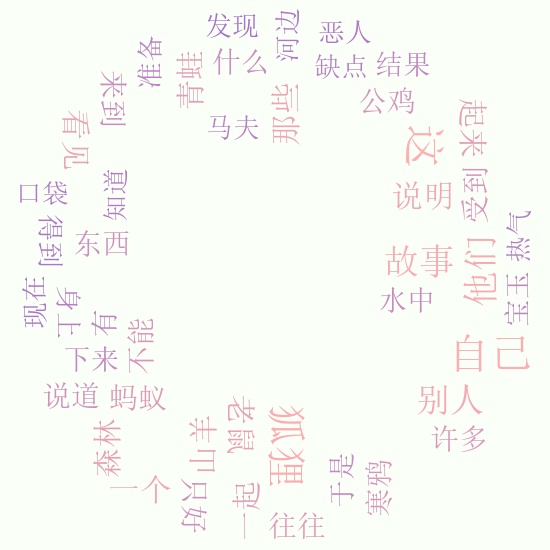 发现
河边
恶人
准备
青蛙
什么
缺点
结果
来到
那些
公鸡
看见
马夫
这
起来
知道
说明
受到
口袋
得到
东西
故事
他们
热气
现在
身上
有
不能
水中
宝玉
下来
自己
说道
蚂蚁
别人
森林
山羊
老鼠
狐狸
许多
一个
只好
一起
于是
寒鸦
一
往往